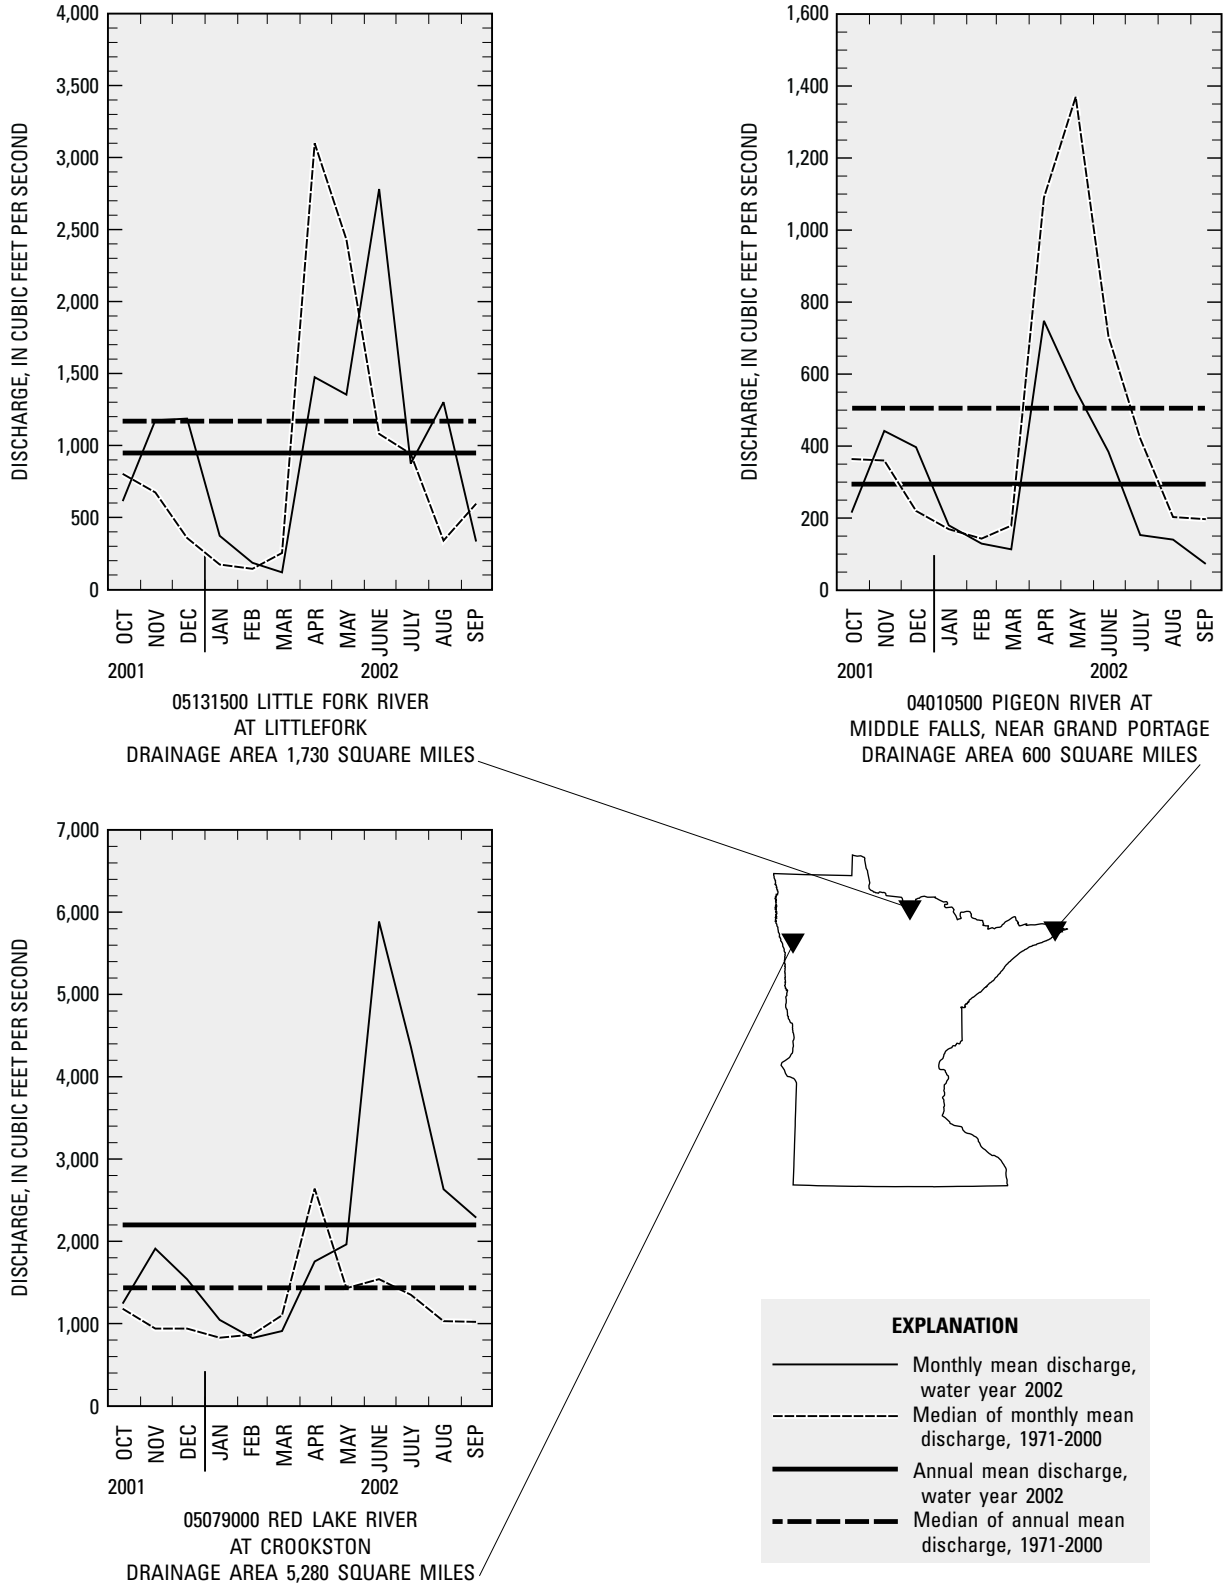 DISCHARGE, IN CUBIC FEET PER SECOND
4,000
3,500
3,000
2,500
2,000
1,500
1,000
500
0
OCT NOV DEC JAN FEB MAR APR MAY JUNE JULY AUG SEP
2001 2002
05131500 LITTLE FORK RIVER
AT LITTLEFORK
DRAINAGE AREA 1,730 SQUARE MILES
DISCHARGE, IN CUBIC FEET PER SECOND
1,600
1,400
1,200
1,000
800
600
400
200
0
OCT NOV DEC JAN FEB MAR APR MAY JUNE JULY AUG SEP
2001 2002
04010500 PIGEON RIVER AT
MIDDLE FALLS, NEAR GRAND PORTAGE
DRAINAGE AREA 600 SQUARE MILES
DISCHARGE, IN CUBIC FEET PER SECOND
7,000
6,000
5,000
4,000
3,000
2,000
1,000
0
OCT NOV DEC JAN FEB MAR APR MAY JUNE JULY AUG SEP
2001 2002
05079000 RED LAKE RIVER
AT CROOKSTON
DRAINAGE AREA 5,280 SQUARE MILES
EXPLANATION
Monthly mean discharge,
water year 2002
Median of monthly mean
discharge, 1971-2000
Annual mean discharge,
water year 2002
Median of annual mean
discharge, 1971-2000